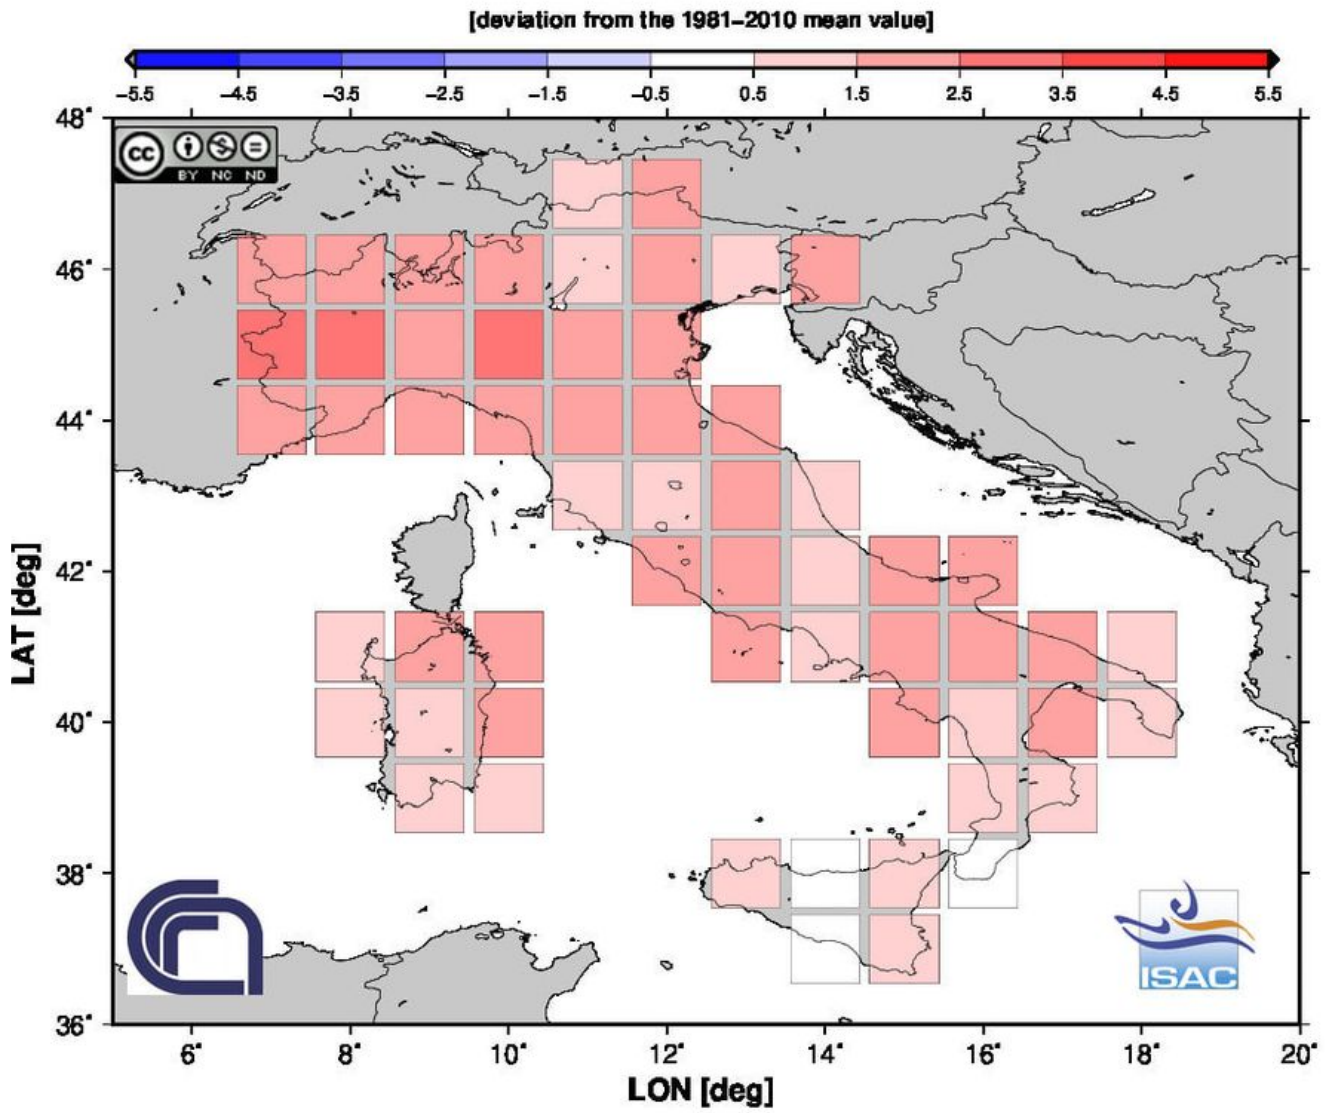 [deviation from the 1981–2010 mean value]
−5.5 −4.5 −3.5 −2.5 −1.5 −0.5 0.5 1.5 2.5 3.5 4.5 5.5
48°
cc
BY NC ND
46°
44°
42°
LAT [deg]
40°
38°
ISAC
36°
6° 8° 10° 12° 14° 16° 18° 20°
LON [deg]